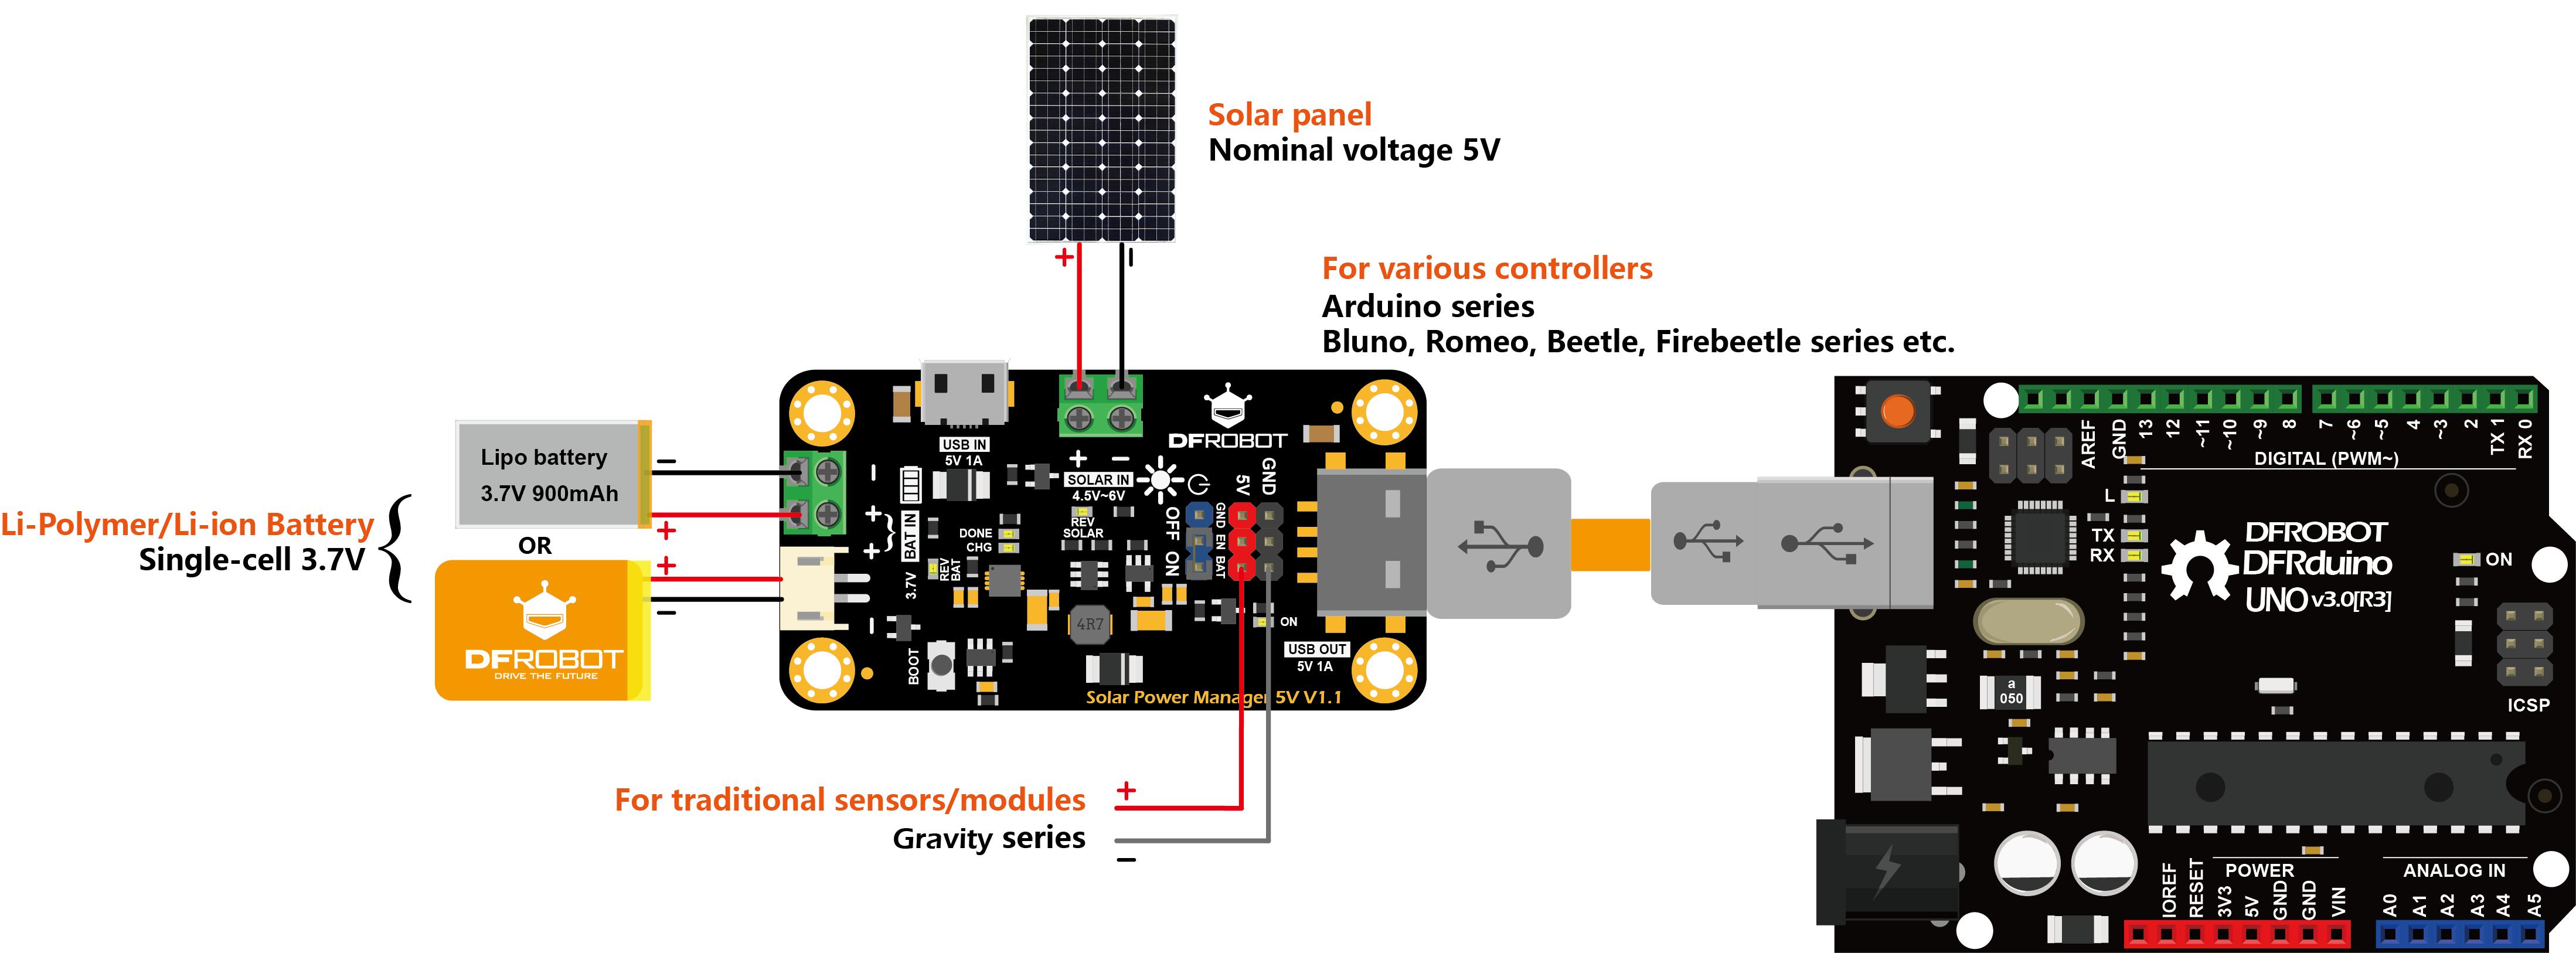 Solar panel
Nominal voltage 5V
+
−
For various controllers
Arduino series
Bluno, Romeo, Beetle, Firebeetle series etc.
Lipo battery
3.7V 900mAh
−
+
Li-Polymer/Li-ion Battery
Single-cell 3.7V
OR
+
−
DFROBOT
DRIVE THE FUTURE
USB IN
5V 1A
+ −
SOLAR IN
4.5V~6V
REV
SOLAR
DFROBOT
− + + −
BAT IN
3.7V
DONE
CHG
REV
BAT
BOOT
4R7
OFF ON
GND EN BAT
5V
GND
ON
USB OUT
5V 1A
Solar Power Manager 5V V1.1
For traditional sensors/modules
Gravity series
+
−
AREF
GND
13
12
~11
~10
~9
8
7
~6
~5
4
~3
2
TX 1
RX 0
DIGITAL (PWM~)
L
TX
RX
DFROBOT
DFRduino
UNO v3.0[R3]
ON
ICSP
a
050
POWER
IOREF
RESET
3V3
5V
GND
GND
VIN
ANALOG IN
A0
A1
A2
A3
A4
A5